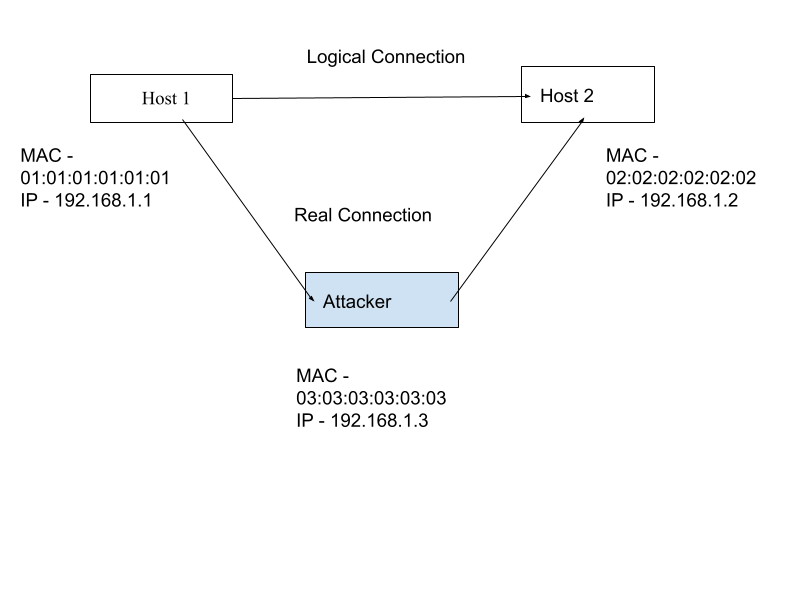 Logical Connection
Host 1
Host 2
MAC -
01:01:01:01:01:01
IP - 192.168.1.1
MAC -
02:02:02:02:02:02
IP - 192.168.1.2
Real Connection
Attacker
MAC -
03:03:03:03:03:03
IP - 192.168.1.3